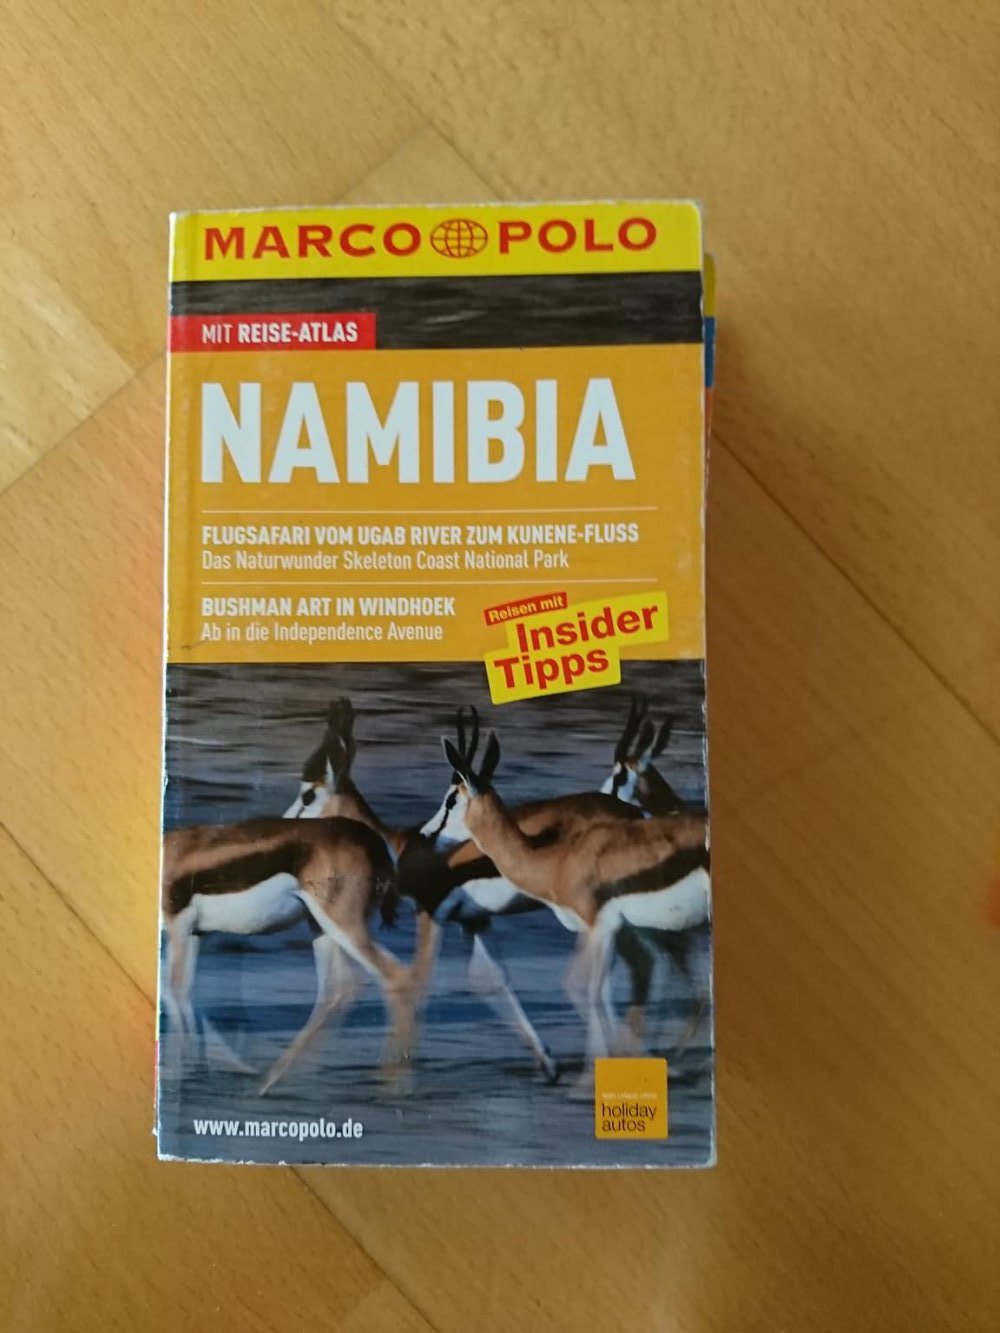 MARCO POLO
MIT REISE-ATLAS
NAMIBIA
FLUGSAFARI VOM UGAB RIVER ZUM KUNENE-FLUSS
Das Naturwunder Skeleton Coast National Park
BUSHMAN ART IN WINDHOEK
Ab in die Independence Avenue
Reisen mit
Insider
Tipps
holiday
autos
www.marcopolo.de